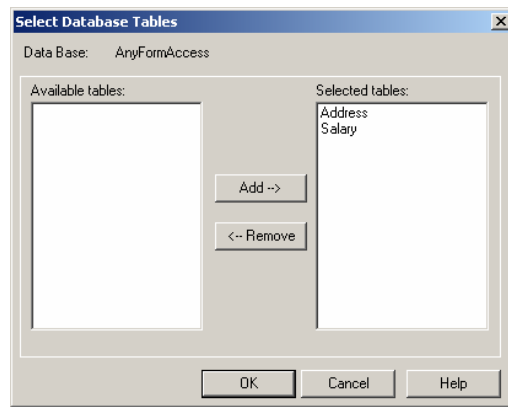 Select Database Tables
Data Base: AnyFormAccess
Available tables:
Selected tables:
Address
Salary
Add -->
<-- Remove
OK
Cancel
Help